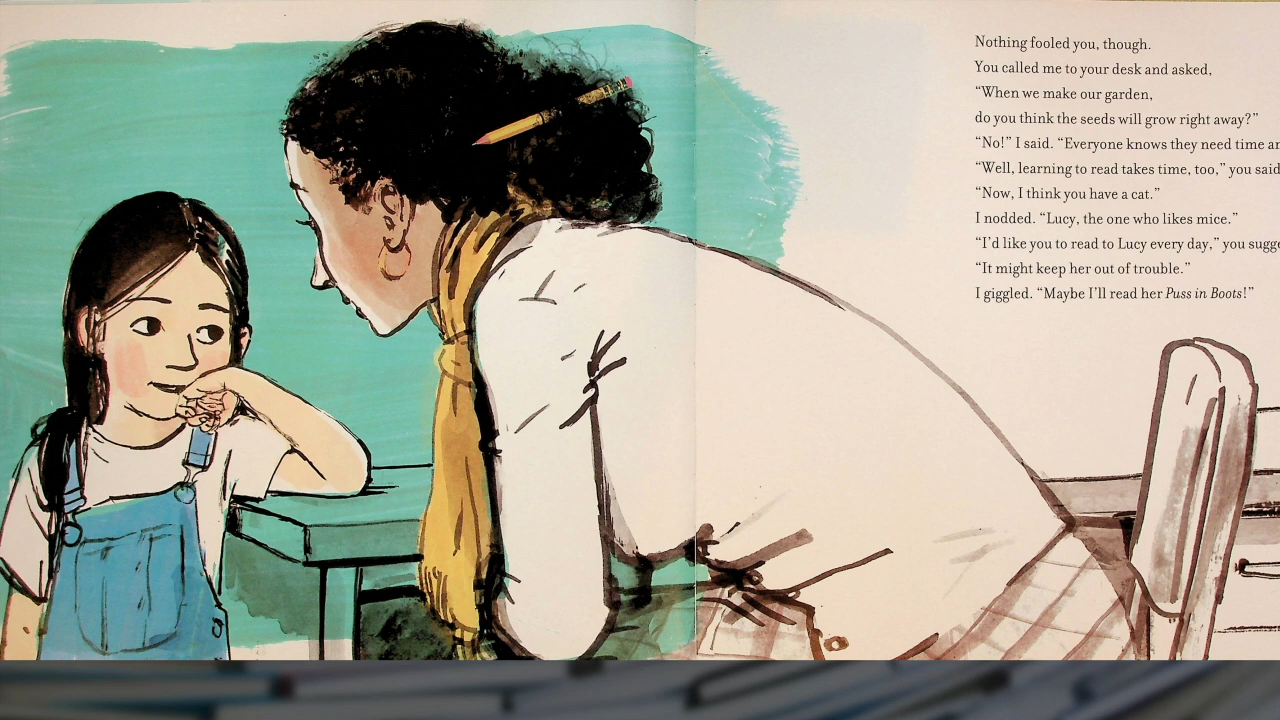 Nothing fooled you, though.
You called me to your desk and asked,
“When we make our garden,
do you think the seeds will grow right away?”
“No!” I said. “Everyone knows they need time
“Well, learning to read takes time, too,” you said
“Now, I think you have a cat.”
I nodded. “Lucy, the one who likes mice.”
“I’d like you to read to Lucy every day,” you
“It might keep her out of trouble.”
I giggled. “Maybe I’ll read her Puss in Boots!”